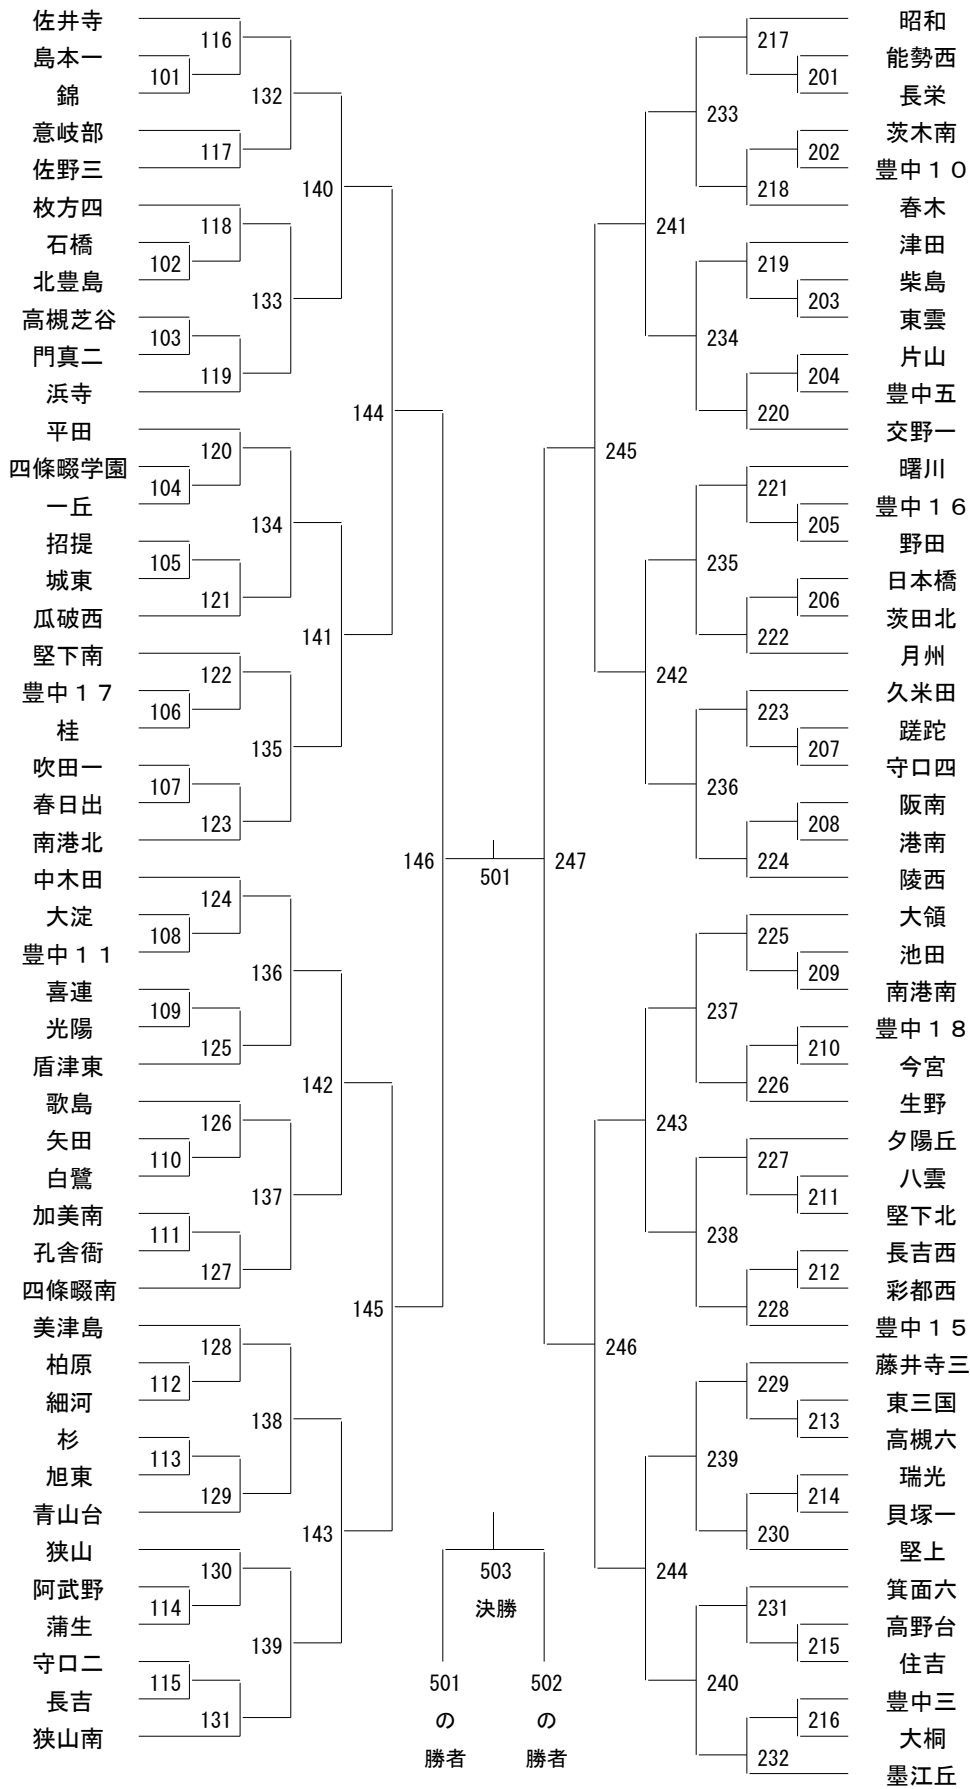 佐井寺
島本一
錦
意岐部
佐野三
枚方四
石橋
北豊島
高槻芝谷
門真二
浜寺
平田
四條畷学園
一丘
招提
城東
瓜破西
堅下南
豊中１７
桂
吹田一
春日出
南港北
中木田
大淀
豊中１１
喜連
光陽
盾津東
歌島
矢田
白鷺
加美南
孔舎衙
四條畷南
美津島
柏原
細河
杉
旭東
青山台
狭山
阿武野
蒲生
守口二
長吉
狭山南
101
102
103
104
105
106
107
108
109
110
111
112
113
114
115
116
117
118
119
120
121
122
123
124
125
126
127
128
129
130
131
132
133
134
135
136
137
138
139
140
141
142
143
144
145
146
501
503
決勝
501
の
勝者
502
の
勝者
247
245
246
241
242
243
244
233
234
235
236
237
238
239
240
217
218
219
220
221
222
223
224
225
226
227
228
229
230
231
232
201
202
203
204
205
206
207
208
209
210
211
212
213
214
215
216
昭和
能勢西
長栄
茨木南
豊中１０
春木
津田
柴島
東雲
片山
豊中五
交野一
曙川
豊中１６
野田
日本橋
茨田北
月州
久米田
蹉跎
守口四
阪南
港南
陵西
大領
池田
南港南
豊中１８
今宮
生野
夕陽丘
八雲
堅下北
長吉西
彩都西
豊中１５
藤井寺三
東三国
高槻六
瑞光
貝塚一
堅上
箕面六
高野台
住吉
豊中三
大桐
墨江丘